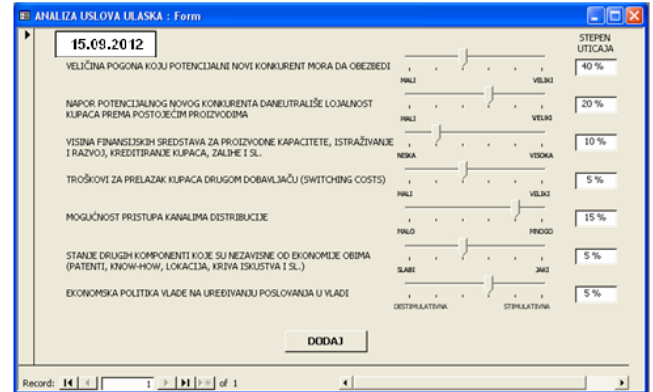 ANALIZA USLOVA ULASKA : Form
15.09.2012
STEPEN
UTICAJA
VELIČINA POGONA KOJU POTENCIJALNI NOVI KONKURENT MORA DA OBEZBEDI
MALI VELIKI
40 %
NAPOR POTENCIJALNOG NOVOG KONKURENTA DANEUTRALIŠE LOJALNOST
KUPACA PREMA POSTOJEĆIM PROIZVODIMA
MALI VELIKI
20 %
VISINA FINANSIJSKIH SREDSTAVA ZA PROIZVODNE KAPACITETE, ISTRAŽIVANJE
I RAZVOJ, KREDITIRANJE KUPACA, ZALIHE I SL.
NISKA VISOKA
10 %
TROŠKOVI ZA PRELAZAK KUPACA DRUGOM DOBAVLJAČU (SWITCHING COSTS)
MALI VELIKI
5 %
MOGUĆNOST PRISTUPA KANALIMA DISTRIBUCIJE
MALO MNOGO
15 %
STANJE DRUGIH KOMPONENTI KOJE SU NEZAVISNE OD EKONOMIJE OBIMA
(PATENTI, KNOW-HOW, LOKACIJA, KRIVA ISKUSTVA I SL.)
SLABI JAKI
5 %
EKONOMSKA POLITIKA VLADE NA UREĐIVANJU POSLOVANJA U VLADI
DESTIMULATIVNA STIMULATIVNA
5 %
DODAJ
Record: 1 of 1